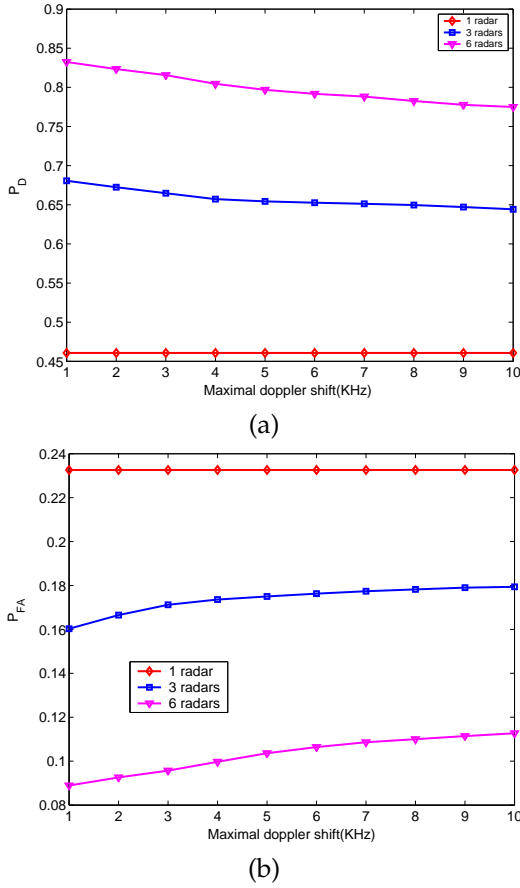 0.9
0.85
0.8
0.75
0.7
0.65
0.6
0.55
0.5
0.45
P_D
1 radar
3 radars
6 radars
1 2 3 4 5 6 7 8 9 10
Maximal doppler shift(KHz)
(a)
0.24
0.22
0.2
0.18
0.16
0.14
0.12
0.1
0.08
P_FA
1 radar
3 radars
6 radars
1 2 3 4 5 6 7 8 9 10
Maximal doppler shift(KHz)
(b)